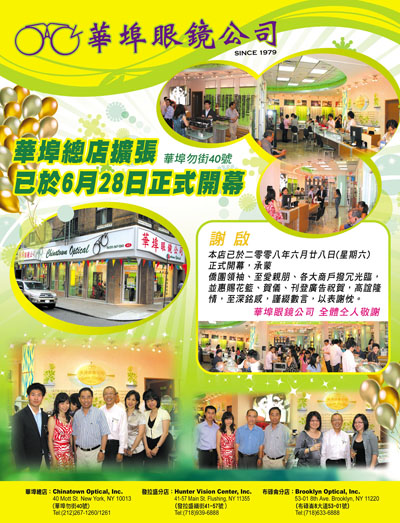 華埠眼鏡公司
SINCE 1979
華埠總店擴張 華埠勿街40號
已於6月28日正式開幕
Chinatown Optical
華埠眼鏡公司
謝啟
本店已於二零零八年六月廿八日(星期六)
正式開幕，承蒙
僑團領袖、至愛親朋、各大商戶撥冗光臨，
並惠賜花籃、賀儀、刊登廣告祝賀，高誼隆
情，至深銘感，謹綴數言，以表謝忱。
華埠眼鏡公司 全體仝人敬謝
華埠總店：Chinatown Optical, Inc.
40 Mott St. New York, NY 10013
(華埠勿街40號)
Tel:(212)267-1260/1261
發拉盛分店：Hunter Vision Center, Inc.
41-57 Main St. Flushing, NY 11355
(發拉盛緬街41-57號)
Tel:(718)939-6888
布碌崙分店：Brooklyn Optical, Inc.
53-01 8th Ave. Brooklyn, NY 11220
(布碌崙8大道53-01號)
Tel:(718)633-6888